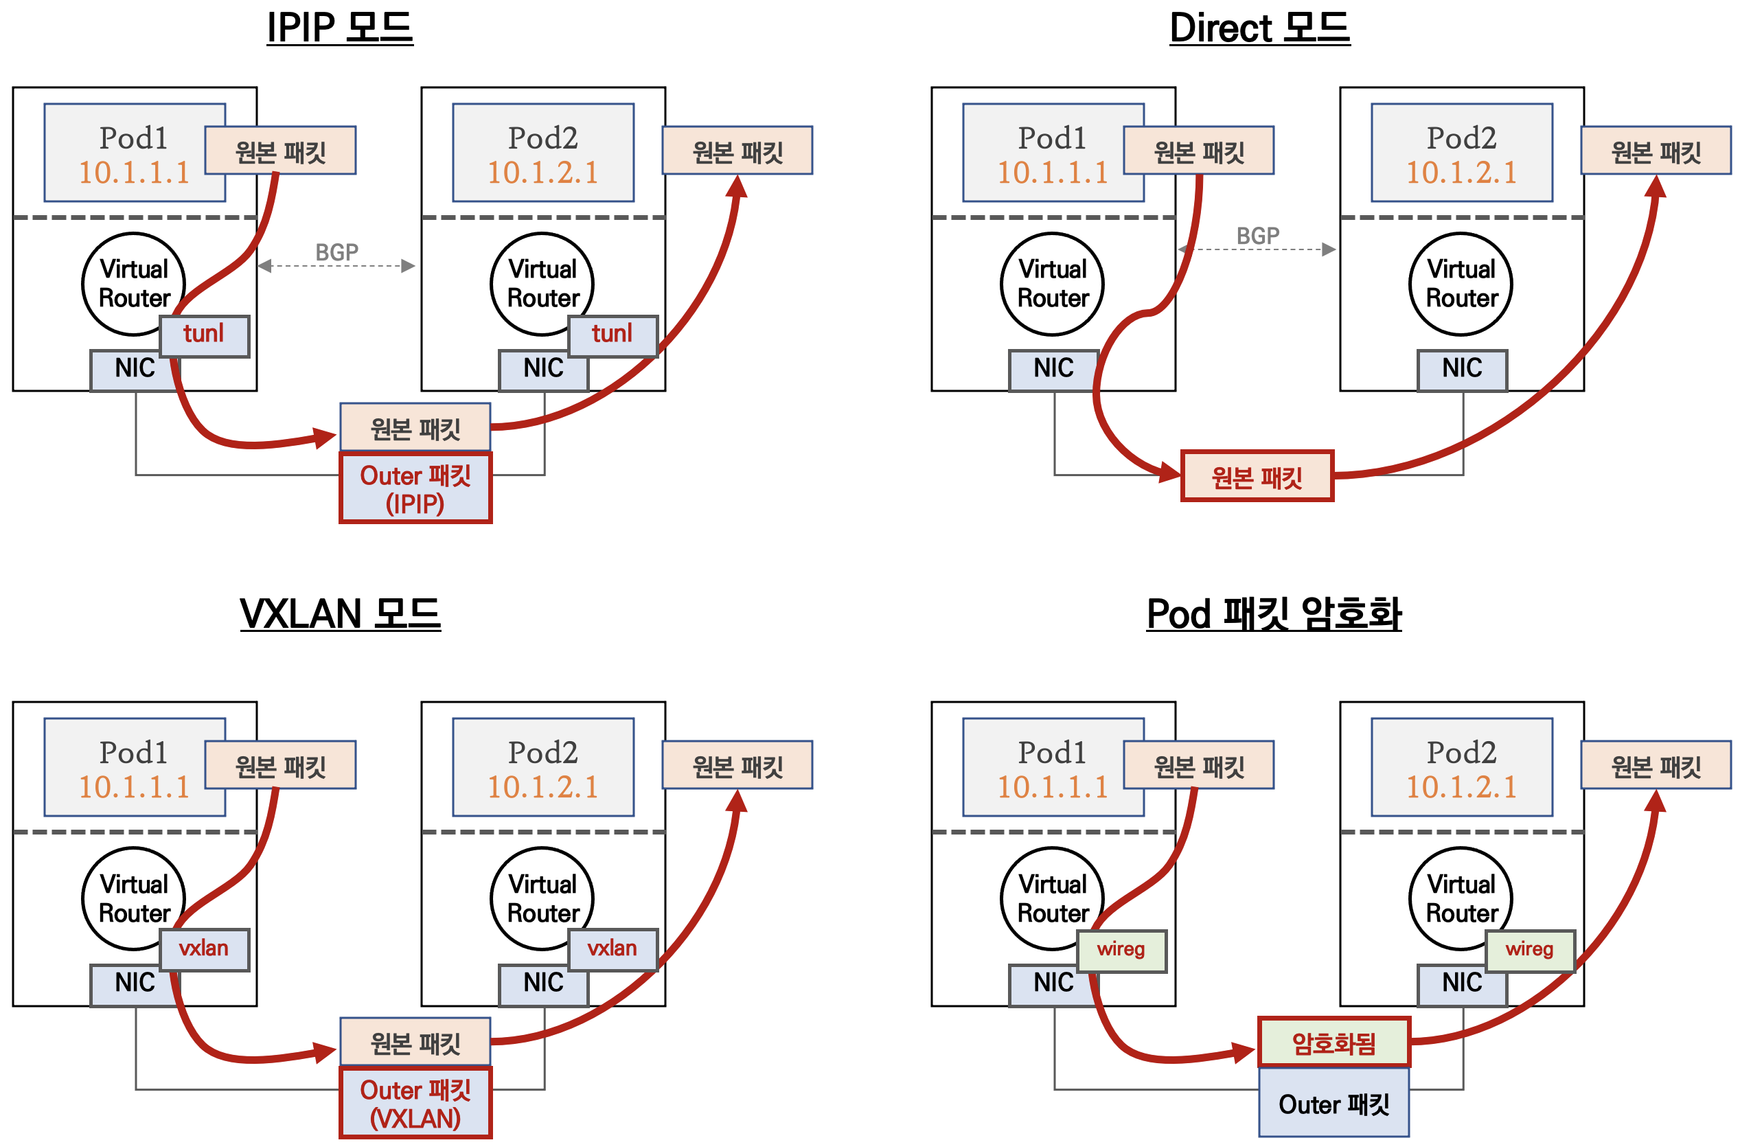 IPIP 모드
Pod1
10.1.1.1
원본 패킷
Pod2
10.1.2.1
원본 패킷
BGP
Virtual
Router
tunl
NIC
Virtual
Router
tunl
NIC
원본 패킷
Outer 패킷
(IPIP)
Direct 모드
Pod1
10.1.1.1
원본 패킷
Pod2
10.1.2.1
원본 패킷
BGP
Virtual
Router
NIC
Virtual
Router
NIC
원본 패킷
VXLAN 모드
Pod1
10.1.1.1
원본 패킷
Pod2
10.1.2.1
원본 패킷
Virtual
Router
vxlan
NIC
Virtual
Router
vxlan
NIC
원본 패킷
Outer 패킷
(VXLAN)
Pod 패킷 암호화
Pod1
10.1.1.1
원본 패킷
Pod2
10.1.2.1
원본 패킷
Virtual
Router
wireg
NIC
Virtual
Router
wireg
NIC
암호화됨
Outer 패킷